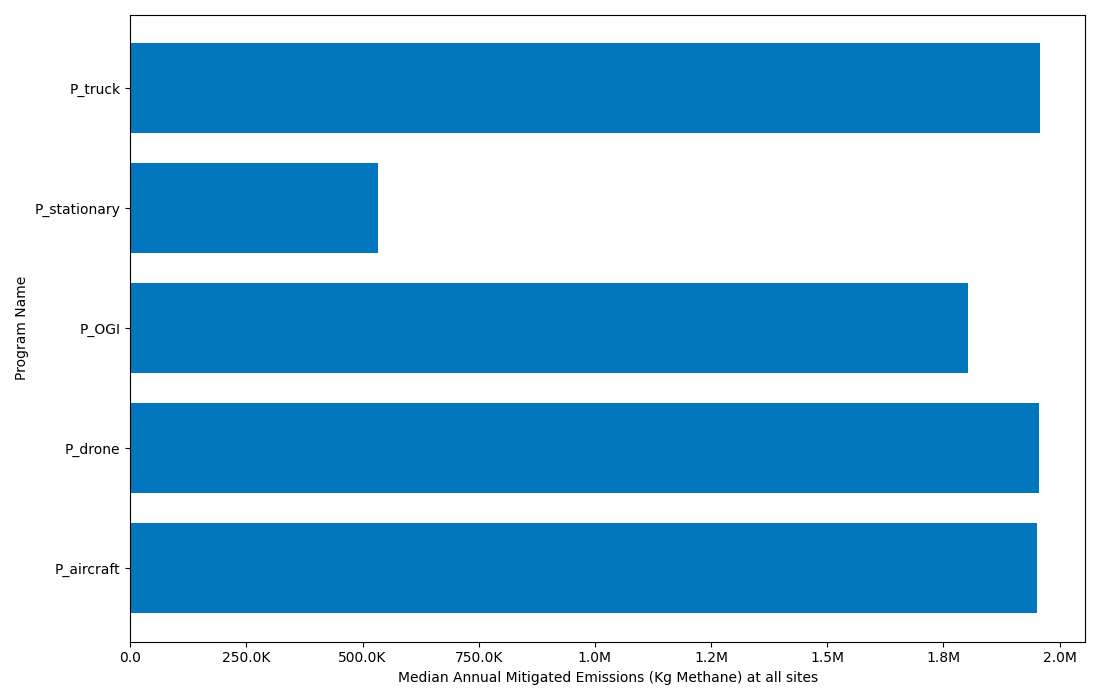 P_truck
P_stationary
P_OGI
P_drone
P_aircraft
Program Name
0.0 250.0K 500.0K 750.0K 1.0M 1.2M 1.5M 1.8M 2.0M
Median Annual Mitigated Emissions (Kg Methane) at all sites